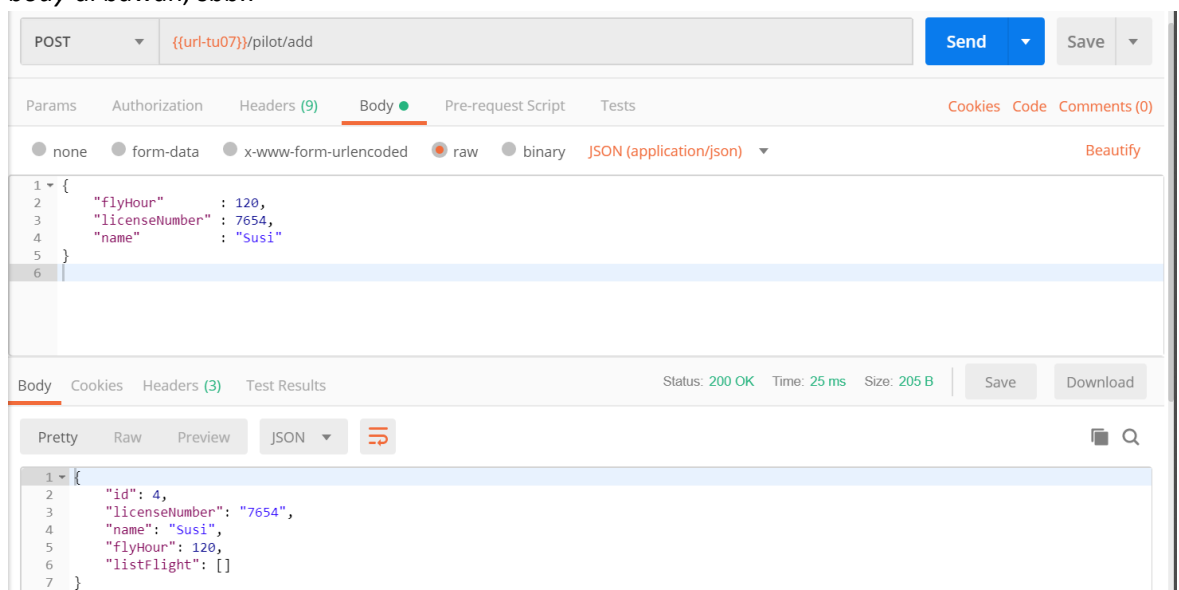 POST {{url-tu07}}/pilot/add Send Save
Params Authorization Headers (9) Body Pre-request Script Tests Cookies Code Comments (0)
none form-data x-www-form-urlencoded raw binary JSON (application/json) Beautify
1 {
2 "flyHour" : 120,
3 "licenseNumber" : 7654,
4 "name" : "Susi"
5 }
6
Body Cookies Headers (3) Test Results Status: 200 OK Time: 25 ms Size: 205 B Save Download
Pretty Raw Preview JSON
1 {
2 "id": 4,
3 "licenseNumber": "7654",
4 "name": "Susi",
5 "flyHour": 120,
6 "listFlight": []
7 }